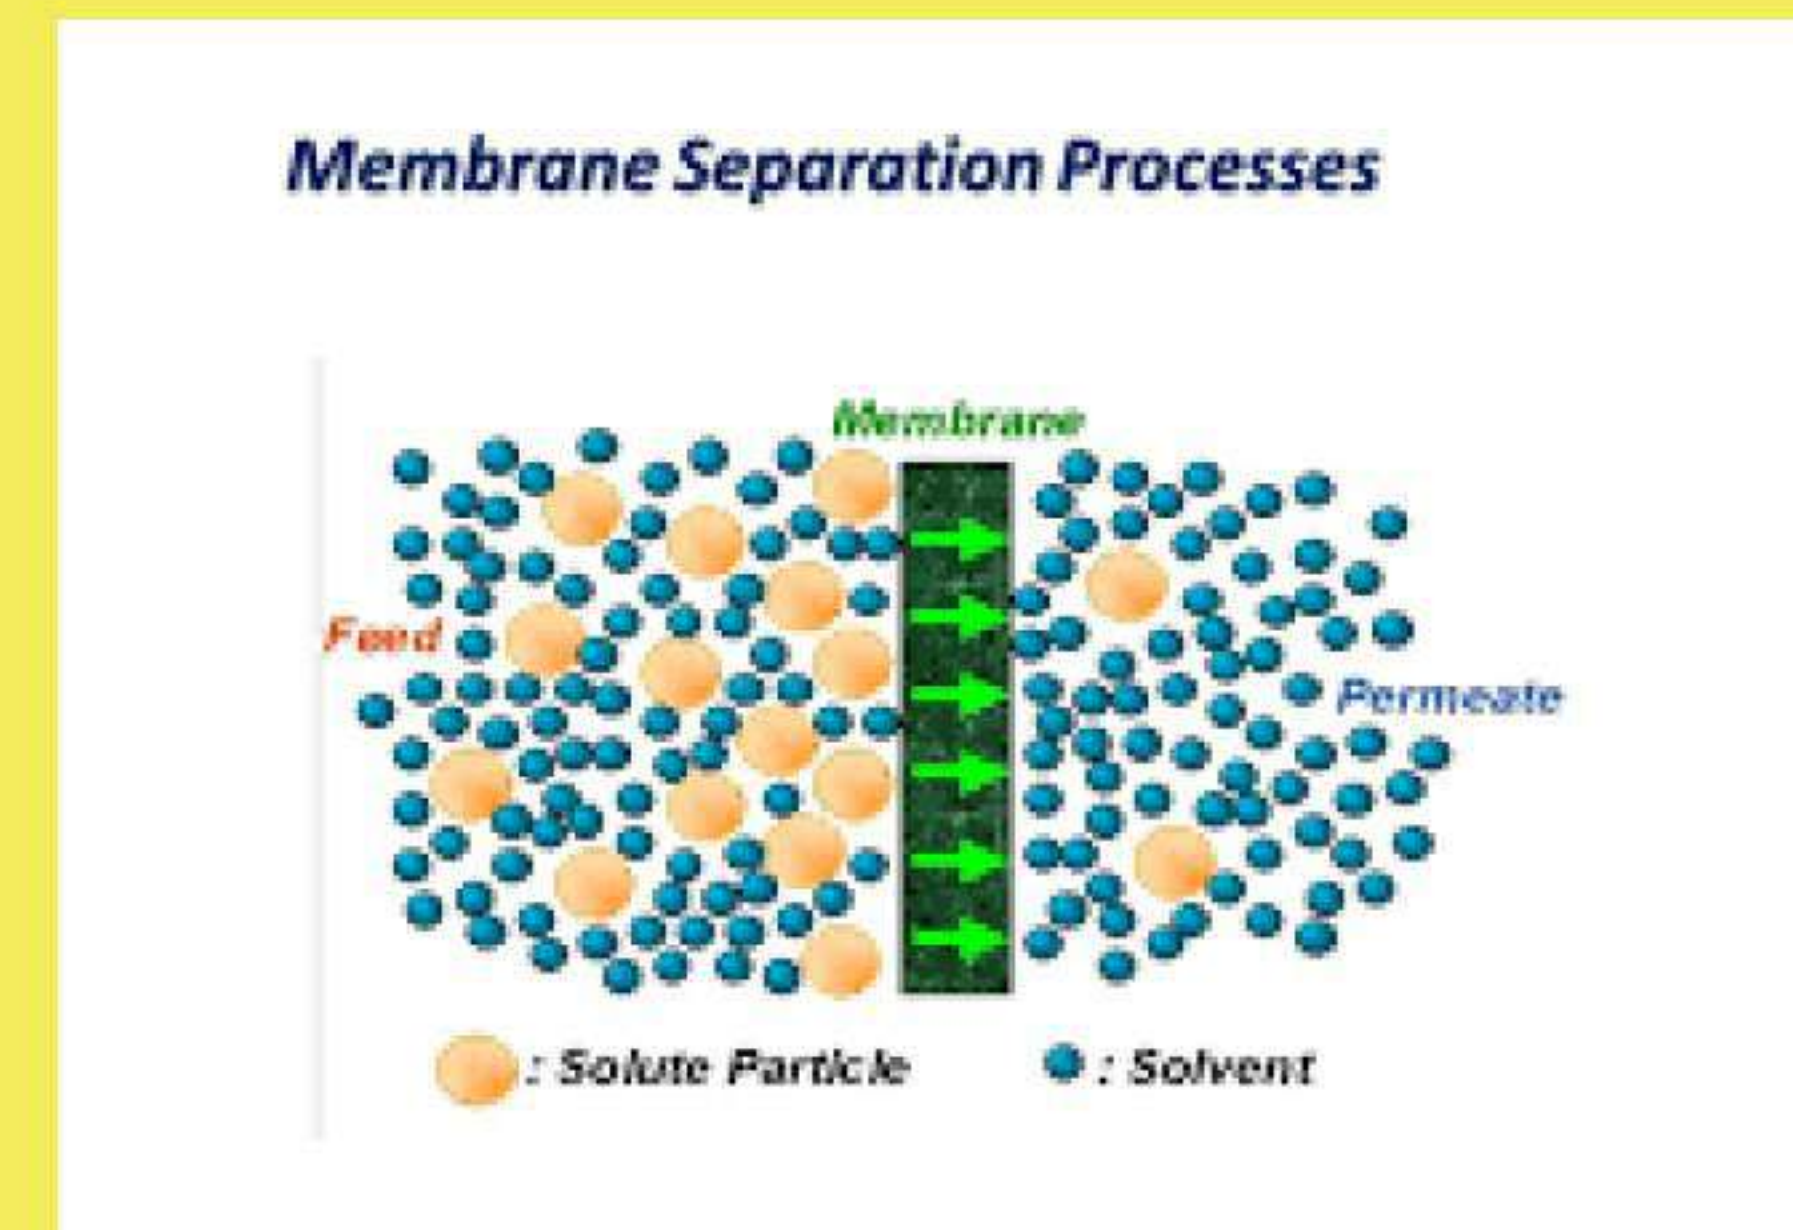 Membrane Separation Processes
Membrane
Feed
Permeate
: Solute Particle
: Solvent